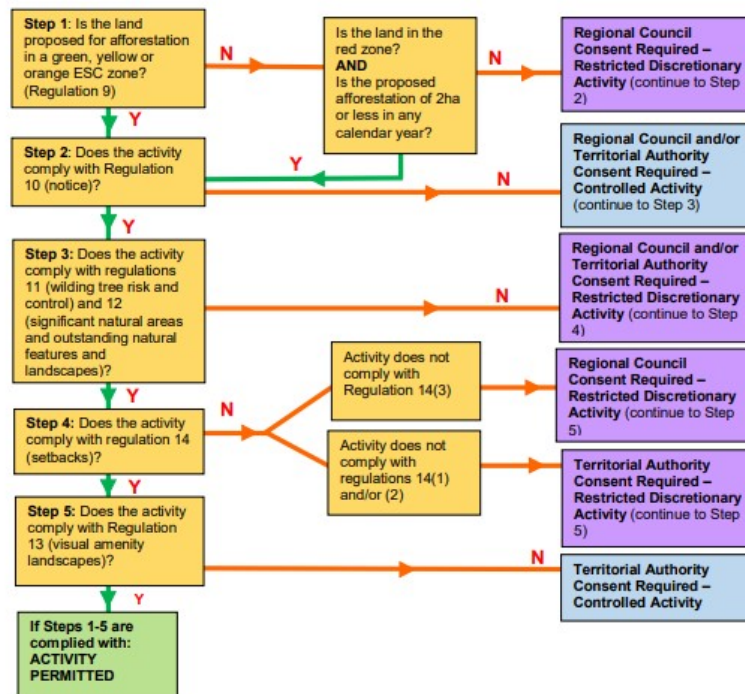 Step 1: Is the land
proposed for afforestation
in a green, yellow or
orange ESC zone?
(Regulation 9)
N
Is the land in the
red zone?
AND
Is the proposed
afforestation of 2ha
or less in any
calendar year?
N
Regional Council
Consent Required –
Restricted Discretionary
Activity (continue to Step
2)
Y
Y
Step 2: Does the activity
comply with Regulation
10 (notice)?
N
Regional Council and/or
Territorial Authority
Consent Required –
Controlled Activity
(continue to Step 3)
Y
Step 3: Does the activity
comply with regulations
11 (wilding tree risk and
control) and 12
(significant natural areas
and outstanding natural
features and
landscapes)?
N
Regional Council and/or
Territorial Authority
Consent Required –
Restricted Discretionary
Activity (continue to Step
4)
Y
Step 4: Does the activity
comply with regulation 14
(setbacks)?
N
Activity does not
comply with
Regulation 14(3)
Regional Council
Consent Required –
Restricted Discretionary
Activity (continue to Step
5)
Activity does not
comply with
regulations 14(1)
and/or (2)
Territorial Authority
Consent Required –
Restricted Discretionary
Activity (continue to Step
5)
Y
Step 5: Does the activity
comply with Regulation
13 (visual amenity
landscapes)?
N
Territorial Authority
Consent Required –
Controlled Activity
Y
If Steps 1-5 are
complied with:
ACTIVITY
PERMITTED